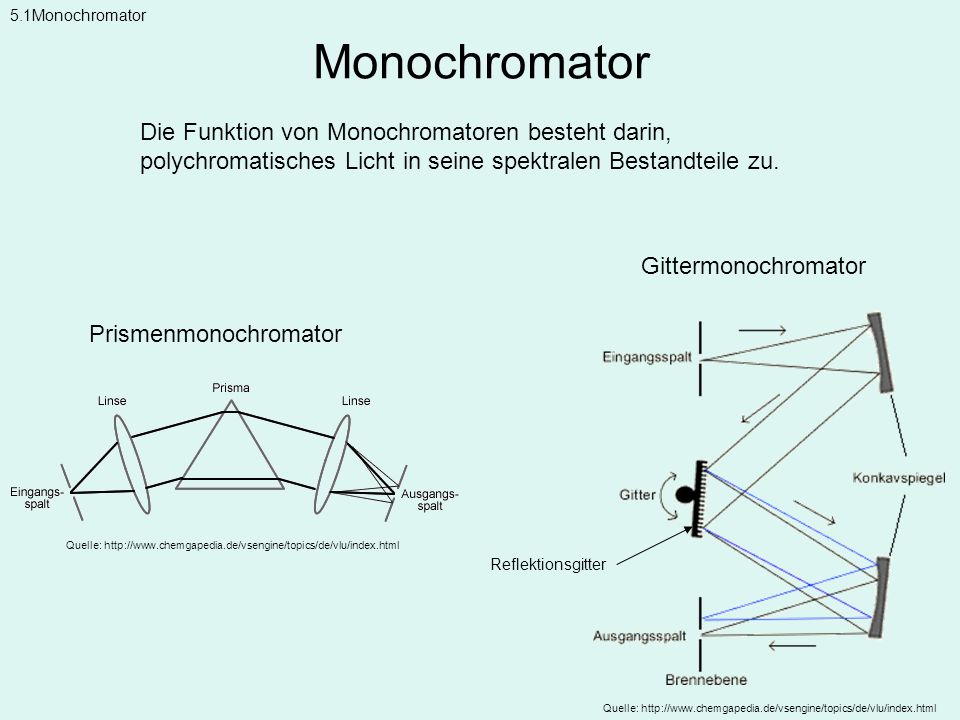 5.1Monochromator
Monochromator
Die Funktion von Monochromatoren besteht darin,
polychromatisches Licht in seine spektralen Bestandteile zu.
Gittermonochromator
Prismenmonochromator
Prisma
Linse
Linse
Eingangs-
spalt
Ausgangs-
spalt
Quelle: http://www.chemgapedia.de/vsengine/topics/de/vlu/index.html
Eingangsspalt
Konkavspiegel
Gitter
Reflektionsgitter
Ausgangsspalt
Brennebene
Quelle: http://www.chemgapedia.de/vsengine/topics/de/vlu/index.html